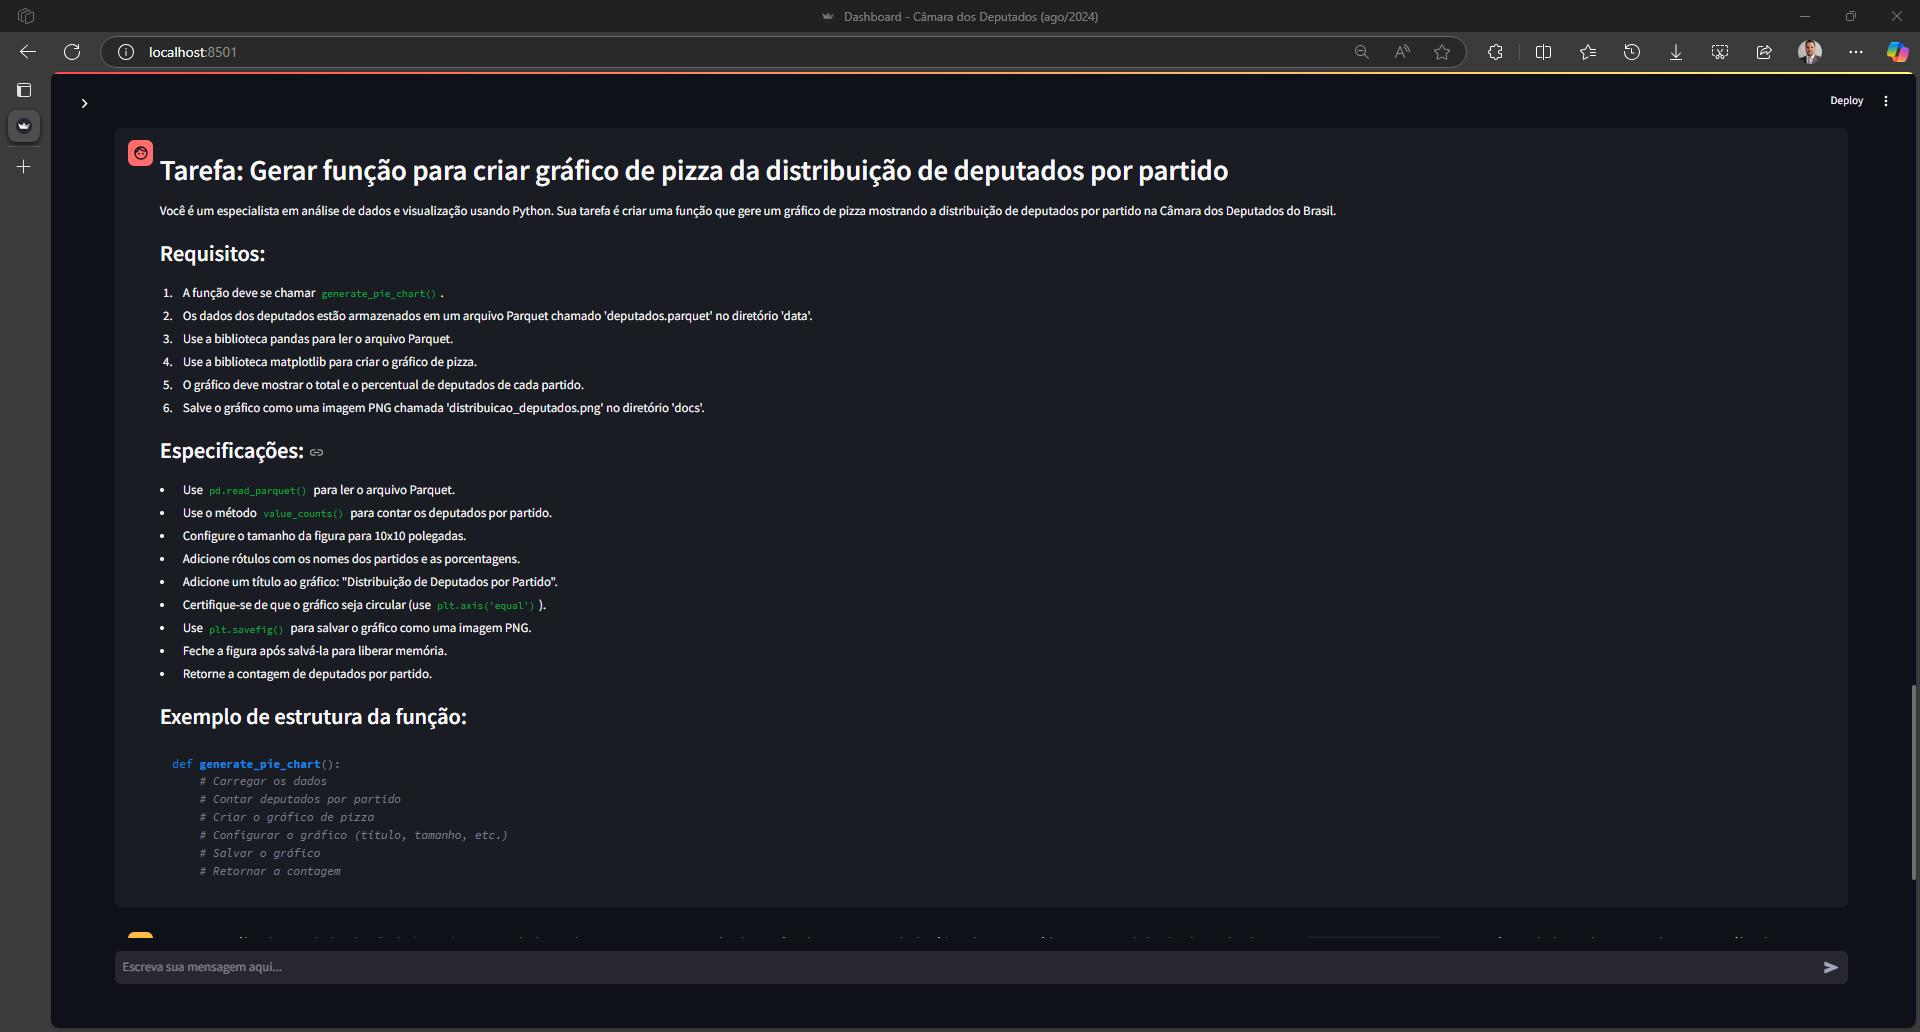 Dashboard - Câmara dos Deputados (ago/2024)
localhost:8501
Deploy
Tarefa: Gerar função para criar gráfico de pizza da distribuição de deputados por partido
Você é um especialista em análise de dados e visualização usando Python. Sua tarefa é criar uma função que gere um gráfico de pizza mostrando a distribuição de deputados por partido na Câmara dos Deputados do Brasil.
Requisitos:
1. A função deve se chamar generate_pie_chart() .
2. Os dados dos deputados estão armazenados em um arquivo Parquet chamado 'deputados.parquet' no diretório 'data'.
3. Use a biblioteca pandas para ler o arquivo Parquet.
4. Use a biblioteca matplotlib para criar o gráfico de pizza.
5. O gráfico deve mostrar o total e o percentual de deputados de cada partido.
6. Salve o gráfico como uma imagem PNG chamada 'distribuicao_deputados.png' no diretório 'docs'.
Especificações:
• Use pd.read_parquet() para ler o arquivo Parquet.
• Use o método value_counts() para contar os deputados por partido.
• Configure o tamanho da figura para 10x10 polegadas.
• Adicione rótulos com os nomes dos partidos e as porcentagens.
• Adicione um título ao gráfico: "Distribuição de Deputados por Partido".
• Certifique-se de que o gráfico seja circular (use plt.axis('equal') ).
• Use plt.savefig() para salvar o gráfico como uma imagem PNG.
• Feche a figura após salvá-la para liberar memória.
• Retorne a contagem de deputados por partido.
Exemplo de estrutura da função:
def generate_pie_chart():
# Carregar os dados
# Contar deputados por partido
# Criar o gráfico de pizza
# Configurar o gráfico (título, tamanho, etc.)
# Salvar o gráfico
# Retornar a contagem
Escreva sua mensagem aqui...